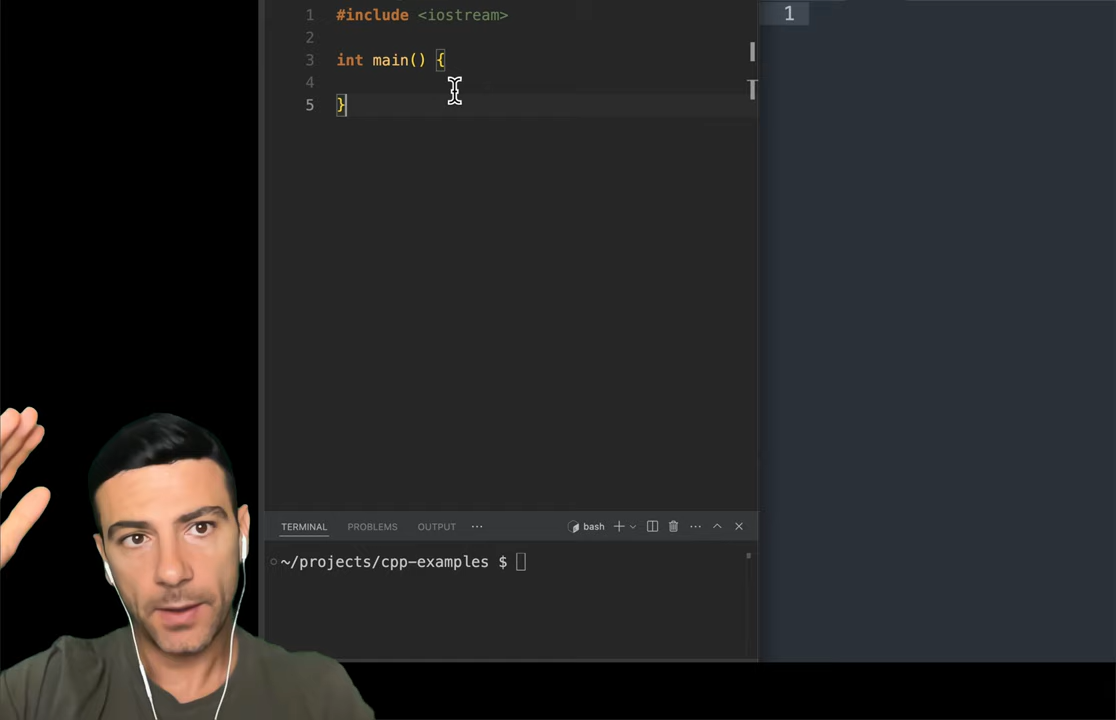 1 #include <iostream>
2
3 int main() {
4
5 }
1
TERMINAL PROBLEMS OUTPUT ··· bash
~/projects/cpp-examples $